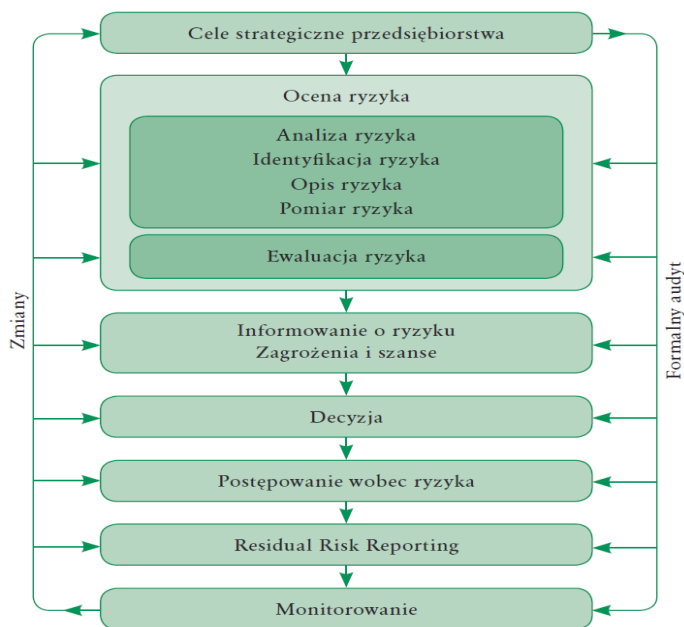 Cele strategiczne przedsiębiorstwa
Ocena ryzyka
Analiza ryzyka
Identyfikacja ryzyka
Opis ryzyka
Pomiar ryzyka
Ewaluacja ryzyka
Informowanie o ryzyku
Zagrożenia i szanse
Decyzja
Postępowanie wobec ryzyka
Residual Risk Reporting
Monitorowanie
Zmiany
Formalny audyt